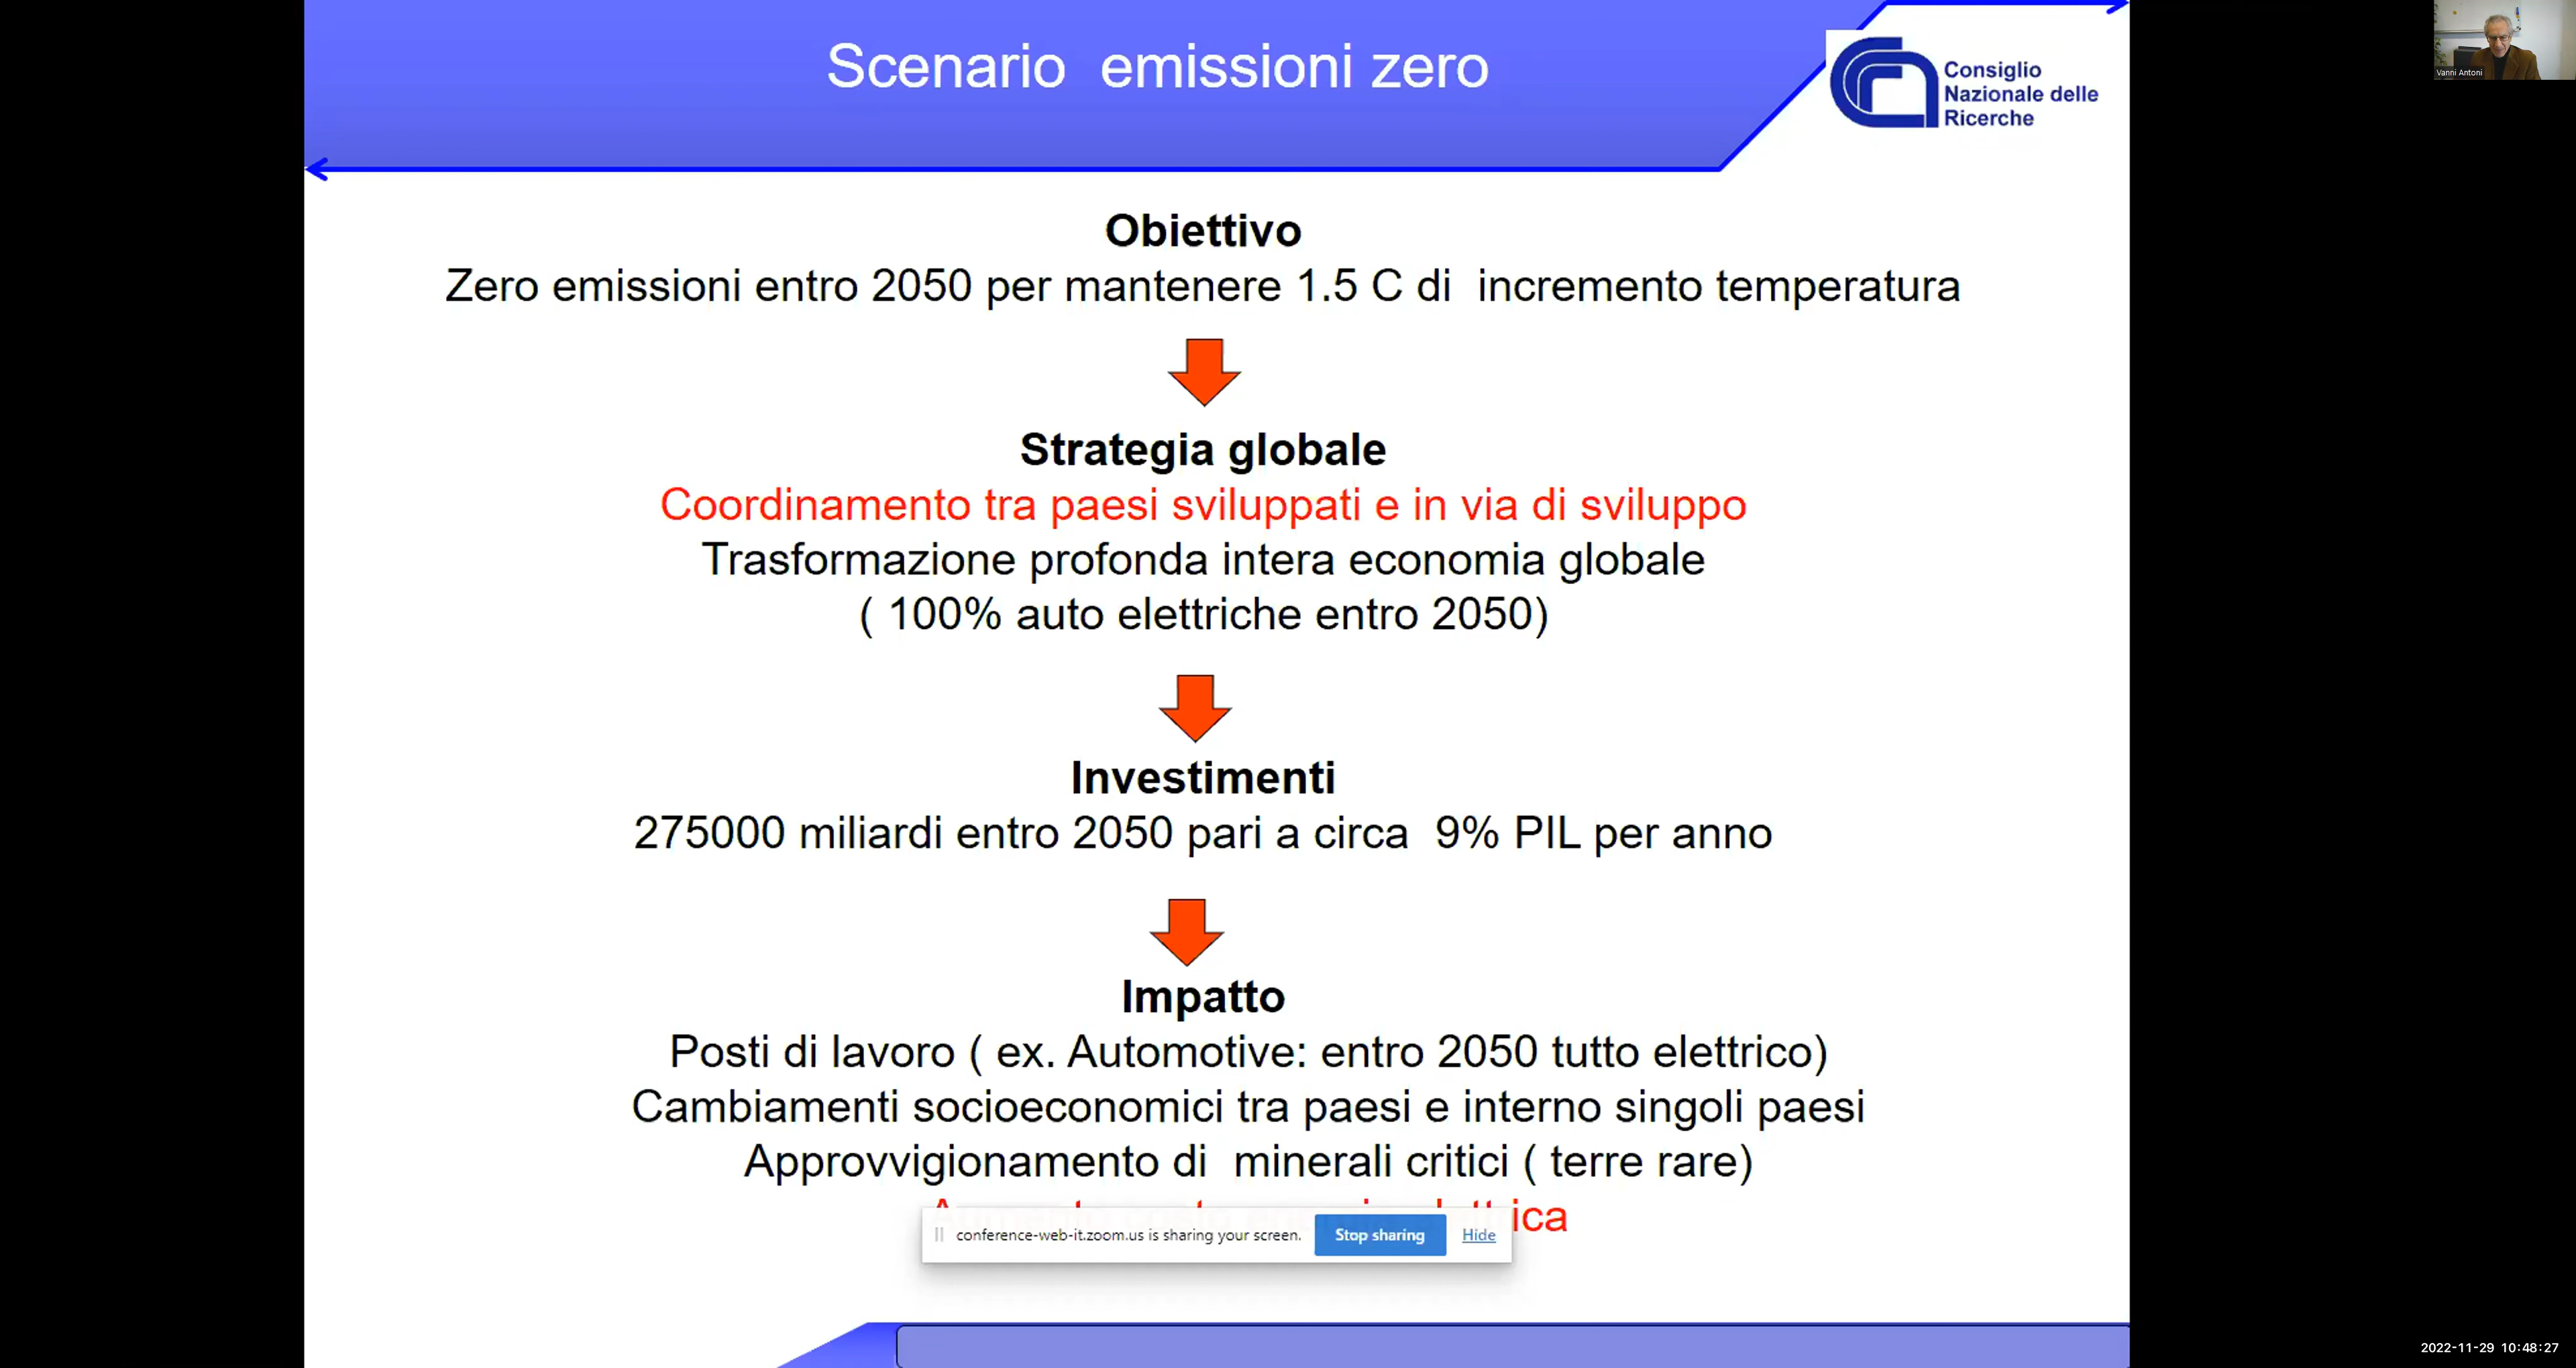 Scenario emissioni zero
Consiglio
Nazionale delle
Ricerche
Vanni Antoni
Obiettivo
Zero emissioni entro 2050 per mantenere 1.5 C di incremento temperatura
Strategia globale
Coordinamento tra paesi sviluppati e in via di sviluppo
Trasformazione profonda intera economia globale
( 100% auto elettriche entro 2050)
Investimenti
275000 miliardi entro 2050 pari a circa 9% PIL per anno
Impatto
Posti di lavoro ( ex. Automotive: entro 2050 tutto elettrico)
Cambiamenti socioeconomici tra paesi e interno singoli paesi
Approvvigionamento di minerali critici ( terre rare)
conference-web-it.zoom.us is sharing your screen. Stop sharing Hide
2022-11-29 10:48:27